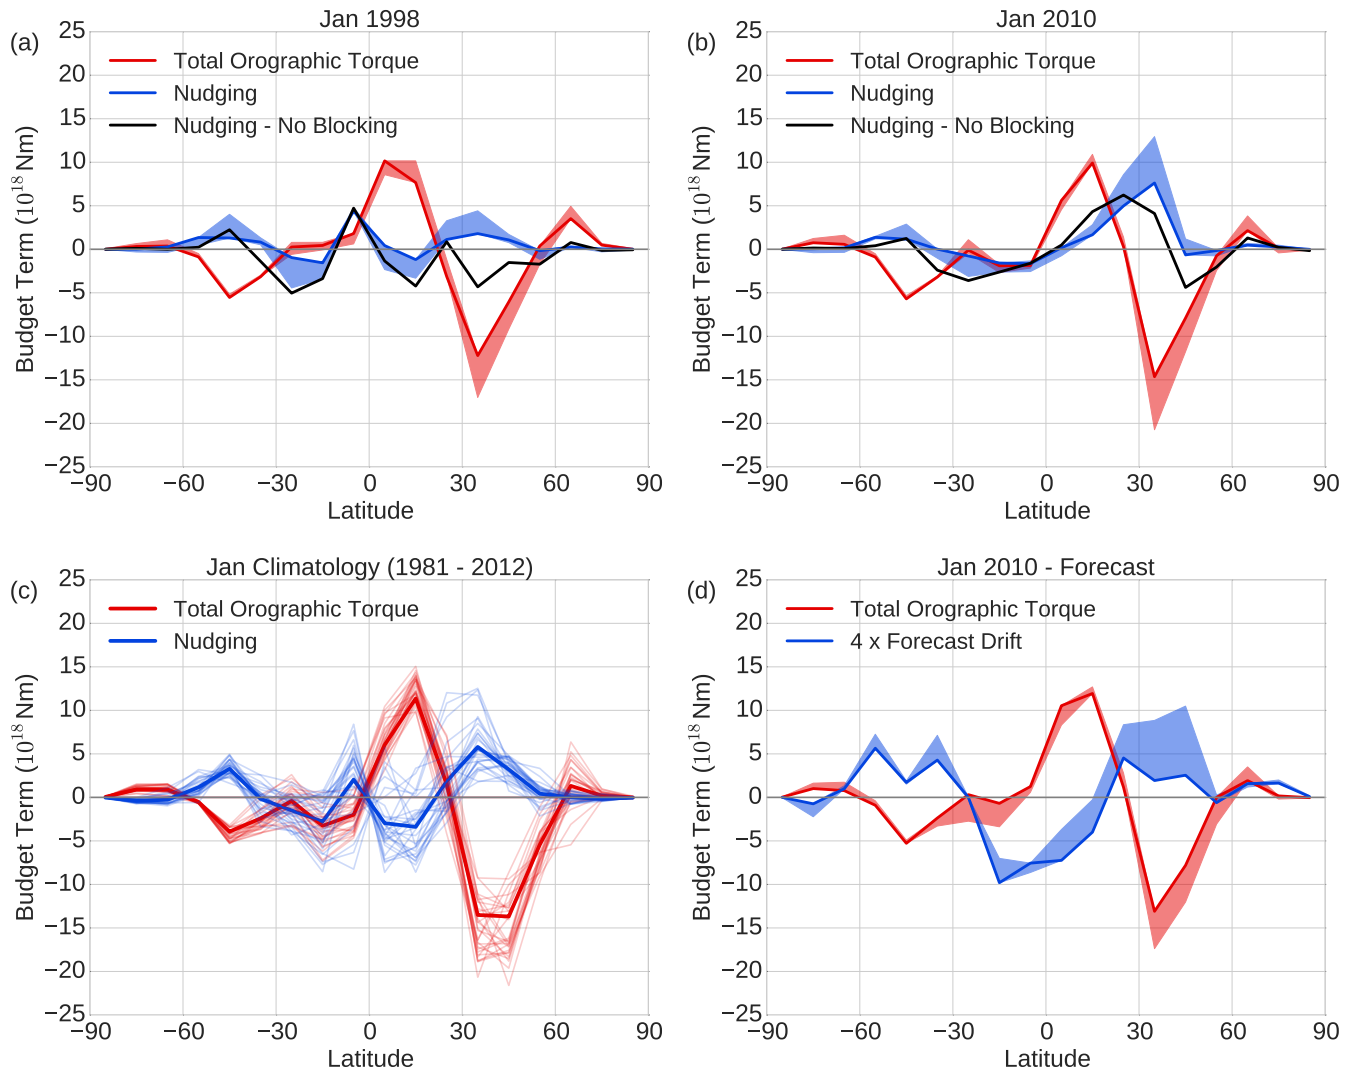 Jan 1998
(a)
25
20
15
10
5
0
−5
−10
−15
−20
−25
Budget Term (10^18 Nm)
Total Orographic Torque
Nudging
Nudging - No Blocking
−90 −60 −30 0 30 60 90
Latitude
Jan 2010
(b)
25
20
15
10
5
0
−5
−10
−15
−20
−25
Budget Term (10^18 Nm)
Total Orographic Torque
Nudging
Nudging - No Blocking
−90 −60 −30 0 30 60 90
Latitude
Jan Climatology (1981 - 2012)
(c)
25
20
15
10
5
0
−5
−10
−15
−20
−25
Budget Term (10^18 Nm)
Total Orographic Torque
Nudging
−90 −60 −30 0 30 60 90
Latitude
Jan 2010 - Forecast
(d)
25
20
15
10
5
0
−5
−10
−15
−20
−25
Budget Term (10^18 Nm)
Total Orographic Torque
4 x Forecast Drift
−90 −60 −30 0 30 60 90
Latitude